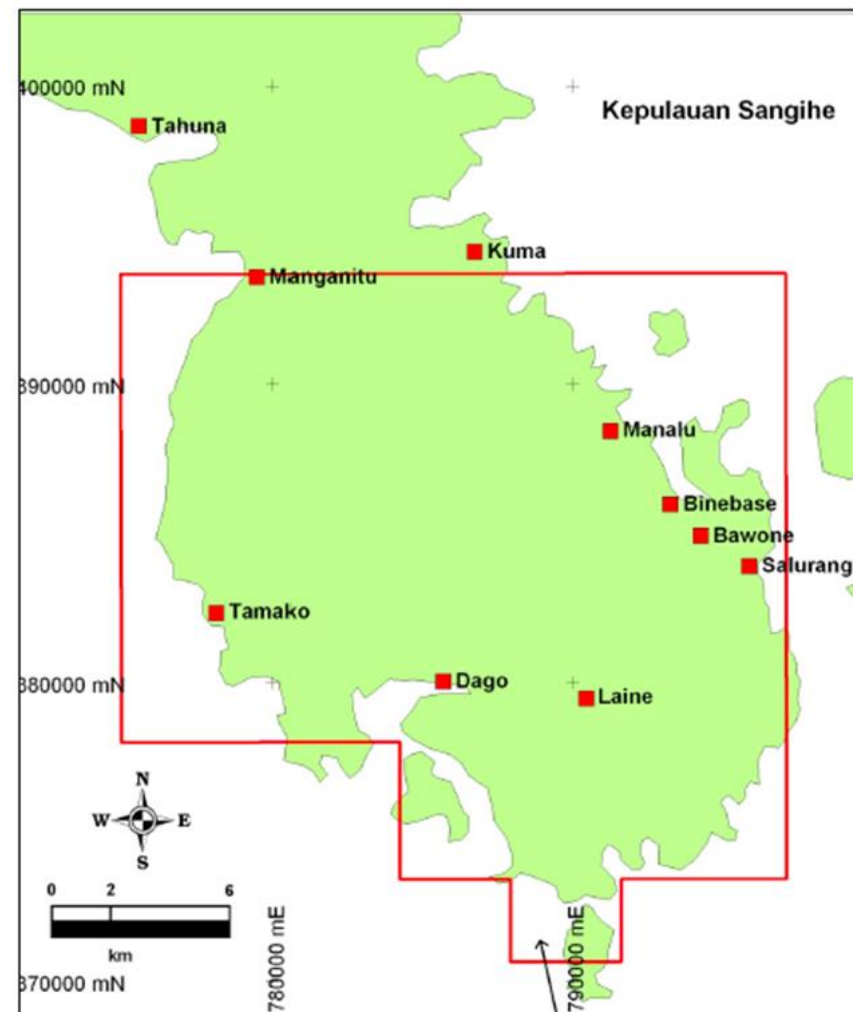 400000 mN
Kepulauan Sangihe
Tahuna
Kuma
Manganitu
390000 mN
Manalu
Binebase
Bawone
Salurang
Tamako
380000 mN
Dago
Laine
N
W E
S
0 2 6
km
780000 mE
790000 mE
370000 mN